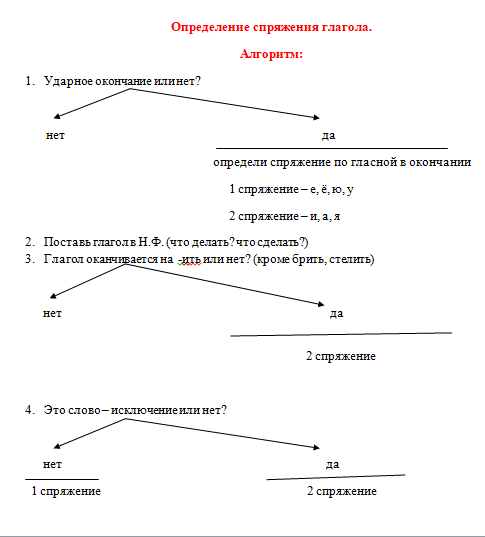 Определение спряжения глагола.
Алгоритм:
1. Ударное окончание или нет?
нет да
определи спряжение по гласной в окончании
1 спряжение – е, ё, ю, у
2 спряжение – и, а, я
2. Поставь глагол в Н.Ф. (что делать? что сделать?)
3. Глагол оканчивается на -ить или нет? (кроме брить, стелить)
нет да
2 спряжение
4. Это слово – исключение или нет?
нет да
1 спряжение 2 спряжение